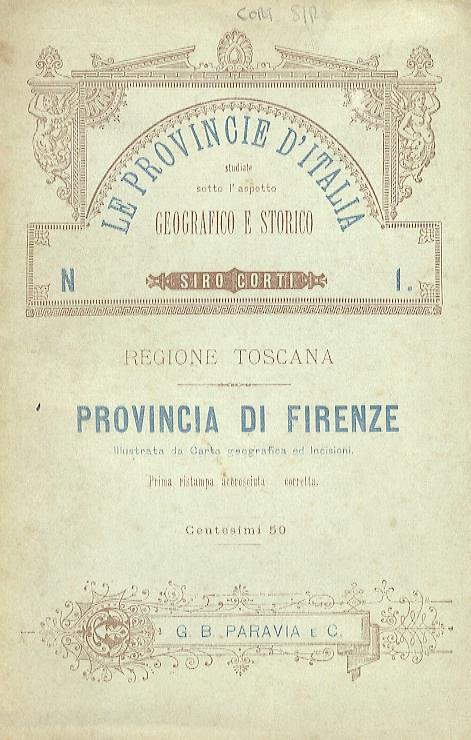 CORT SIR
LE PROVINCIE D'ITALIA
studiate
sotto l'aspetto
GEOGRAFICO E STORICO
SIRO CORTI
N 1.
REGIONE TOSCANA
PROVINCIA DI FIRENZE
Illustrata da Carta geografica ed Incisioni.
Prima ristampa accresciuta corretta.
Centesimi 50
G. B. PARAVIA E C.